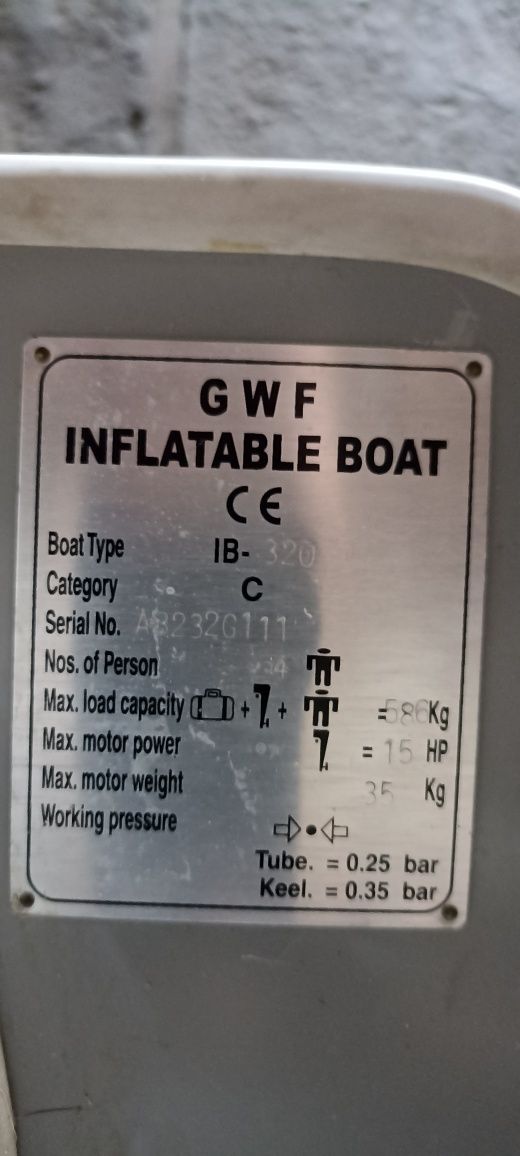 GWF
INFLATABLE BOAT
CE
Boat Type IB-320
Category C
Serial No. AB232G111
Nos. of Person 4
Max. load capacity + + =586Kg
Max. motor power = 15 HP
Max. motor weight 35 Kg
Working pressure
Tube. = 0.25 bar
Keel. = 0.35 bar